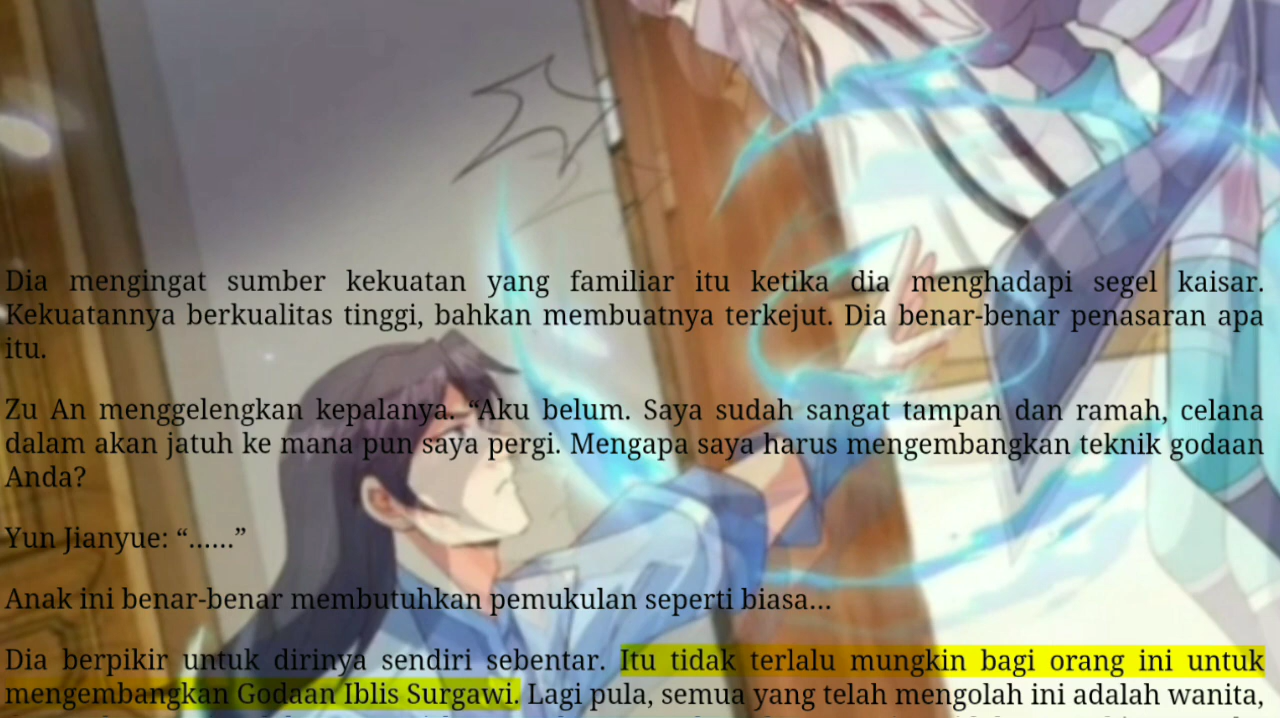 Dia mengingat sumber kekuatan yang familiar itu ketika dia menghadapi segel kaisar.
Kekuatannya berkualitas tinggi, bahkan membuatnya terkejut. Dia benar-benar penasaran apa
itu.
Zu An menggelengkan kepalanya. “Aku belum. Saya sudah sangat tampan dan ramah, celana
dalam akan jatuh ke mana pun saya pergi. Mengapa saya harus mengembangkan teknik godaan
Anda?
Yun Jianyue: “......”
Anak ini benar-benar membutuhkan pemukulan seperti biasa...
Dia berpikir untuk dirinya sendiri sebentar. Itu tidak terlalu mungkin bagi orang ini untuk
mengembangkan Godaan Iblis Surgawi. Lagi pula, semua yang telah mengolah ini adalah wanita,